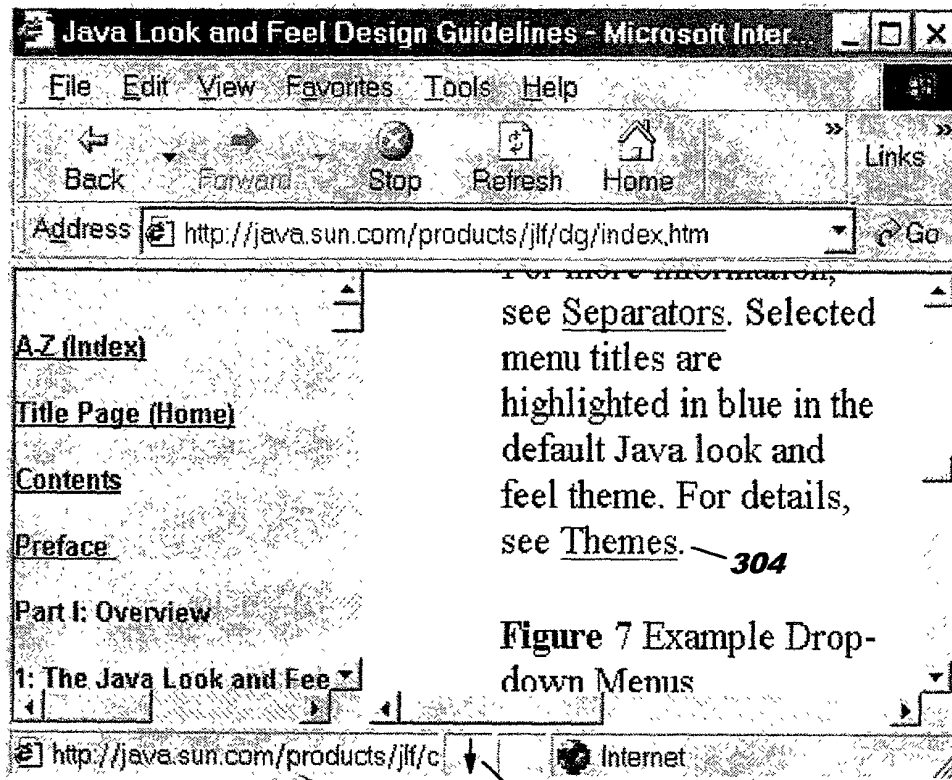 Java Look and Feel Design Guidelines - Microsoft Inter...
File Edit View Favorites Tools Help
Back Forward Stop Refresh Home » Links »
Address http://java.sun.com/products/jlf/dg/index.htm Go
A-Z (Index)
Title Page (Home)
Contents
Preface
Part I: Overview
1: The Java Look and Fee
For more information,
see Separators. Selected
menu titles are
highlighted in blue in the
default Java look and
feel theme. For details,
see Themes. 304
Figure 7 Example Drop-
down Menus
http://java.sun.com/products/jlf/c Internet